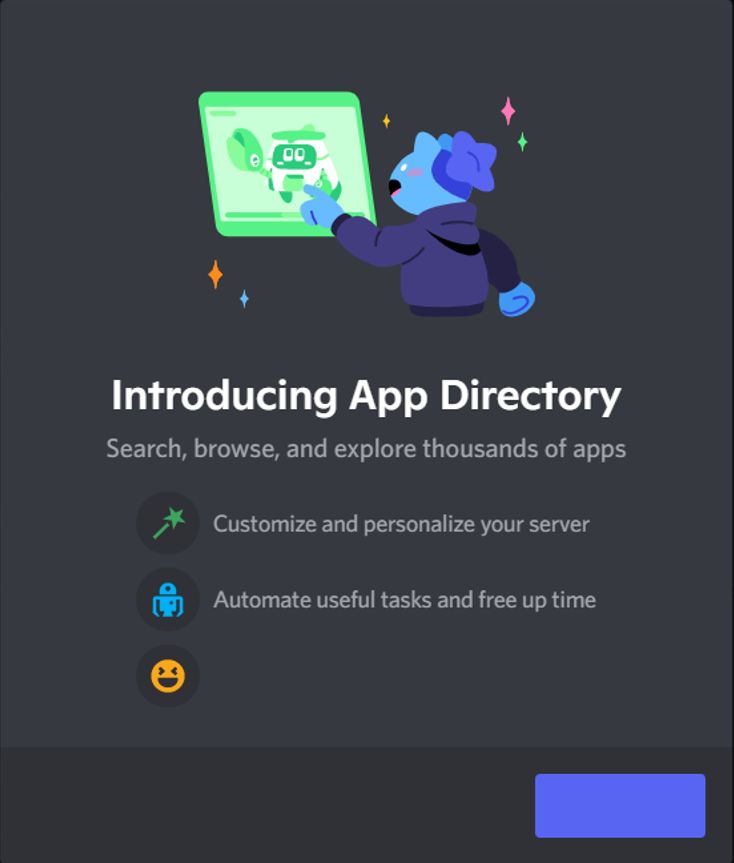 Introducing App Directory
Search, browse, and explore thousands of apps
Customize and personalize your server
Automate useful tasks and free up time